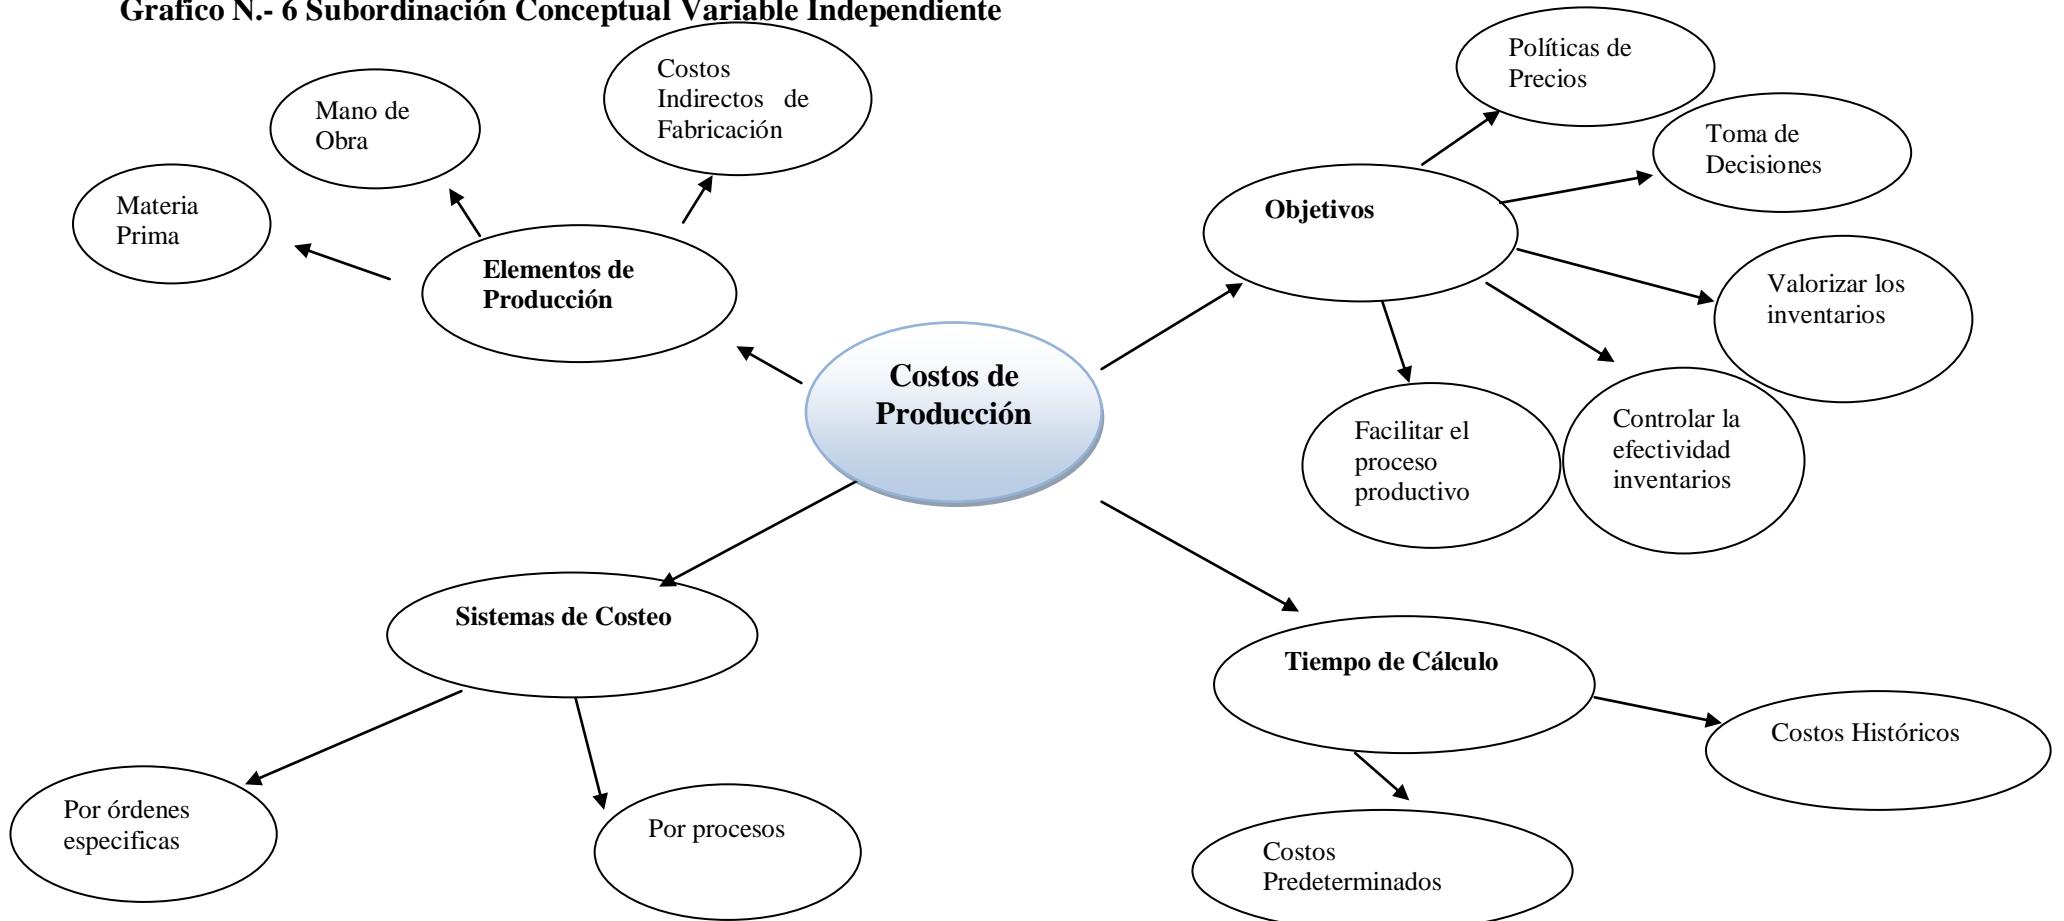 Grafico N.- 6 Subordinación Conceptual Variable Independiente
Costos
Indirectos de
Fabricación
Mano de
Obra
Materia
Prima
Elementos de
Producción
Políticas de
Precios
Toma de
Decisiones
Objetivos
Valorizar los
inventarios
Controlar la
efectividad
inventarios
Facilitar el
proceso
productivo
Costos de
Producción
Sistemas de Costeo
Por órdenes
especificas
Por procesos
Tiempo de Cálculo
Costos Históricos
Costos
Predeterminados